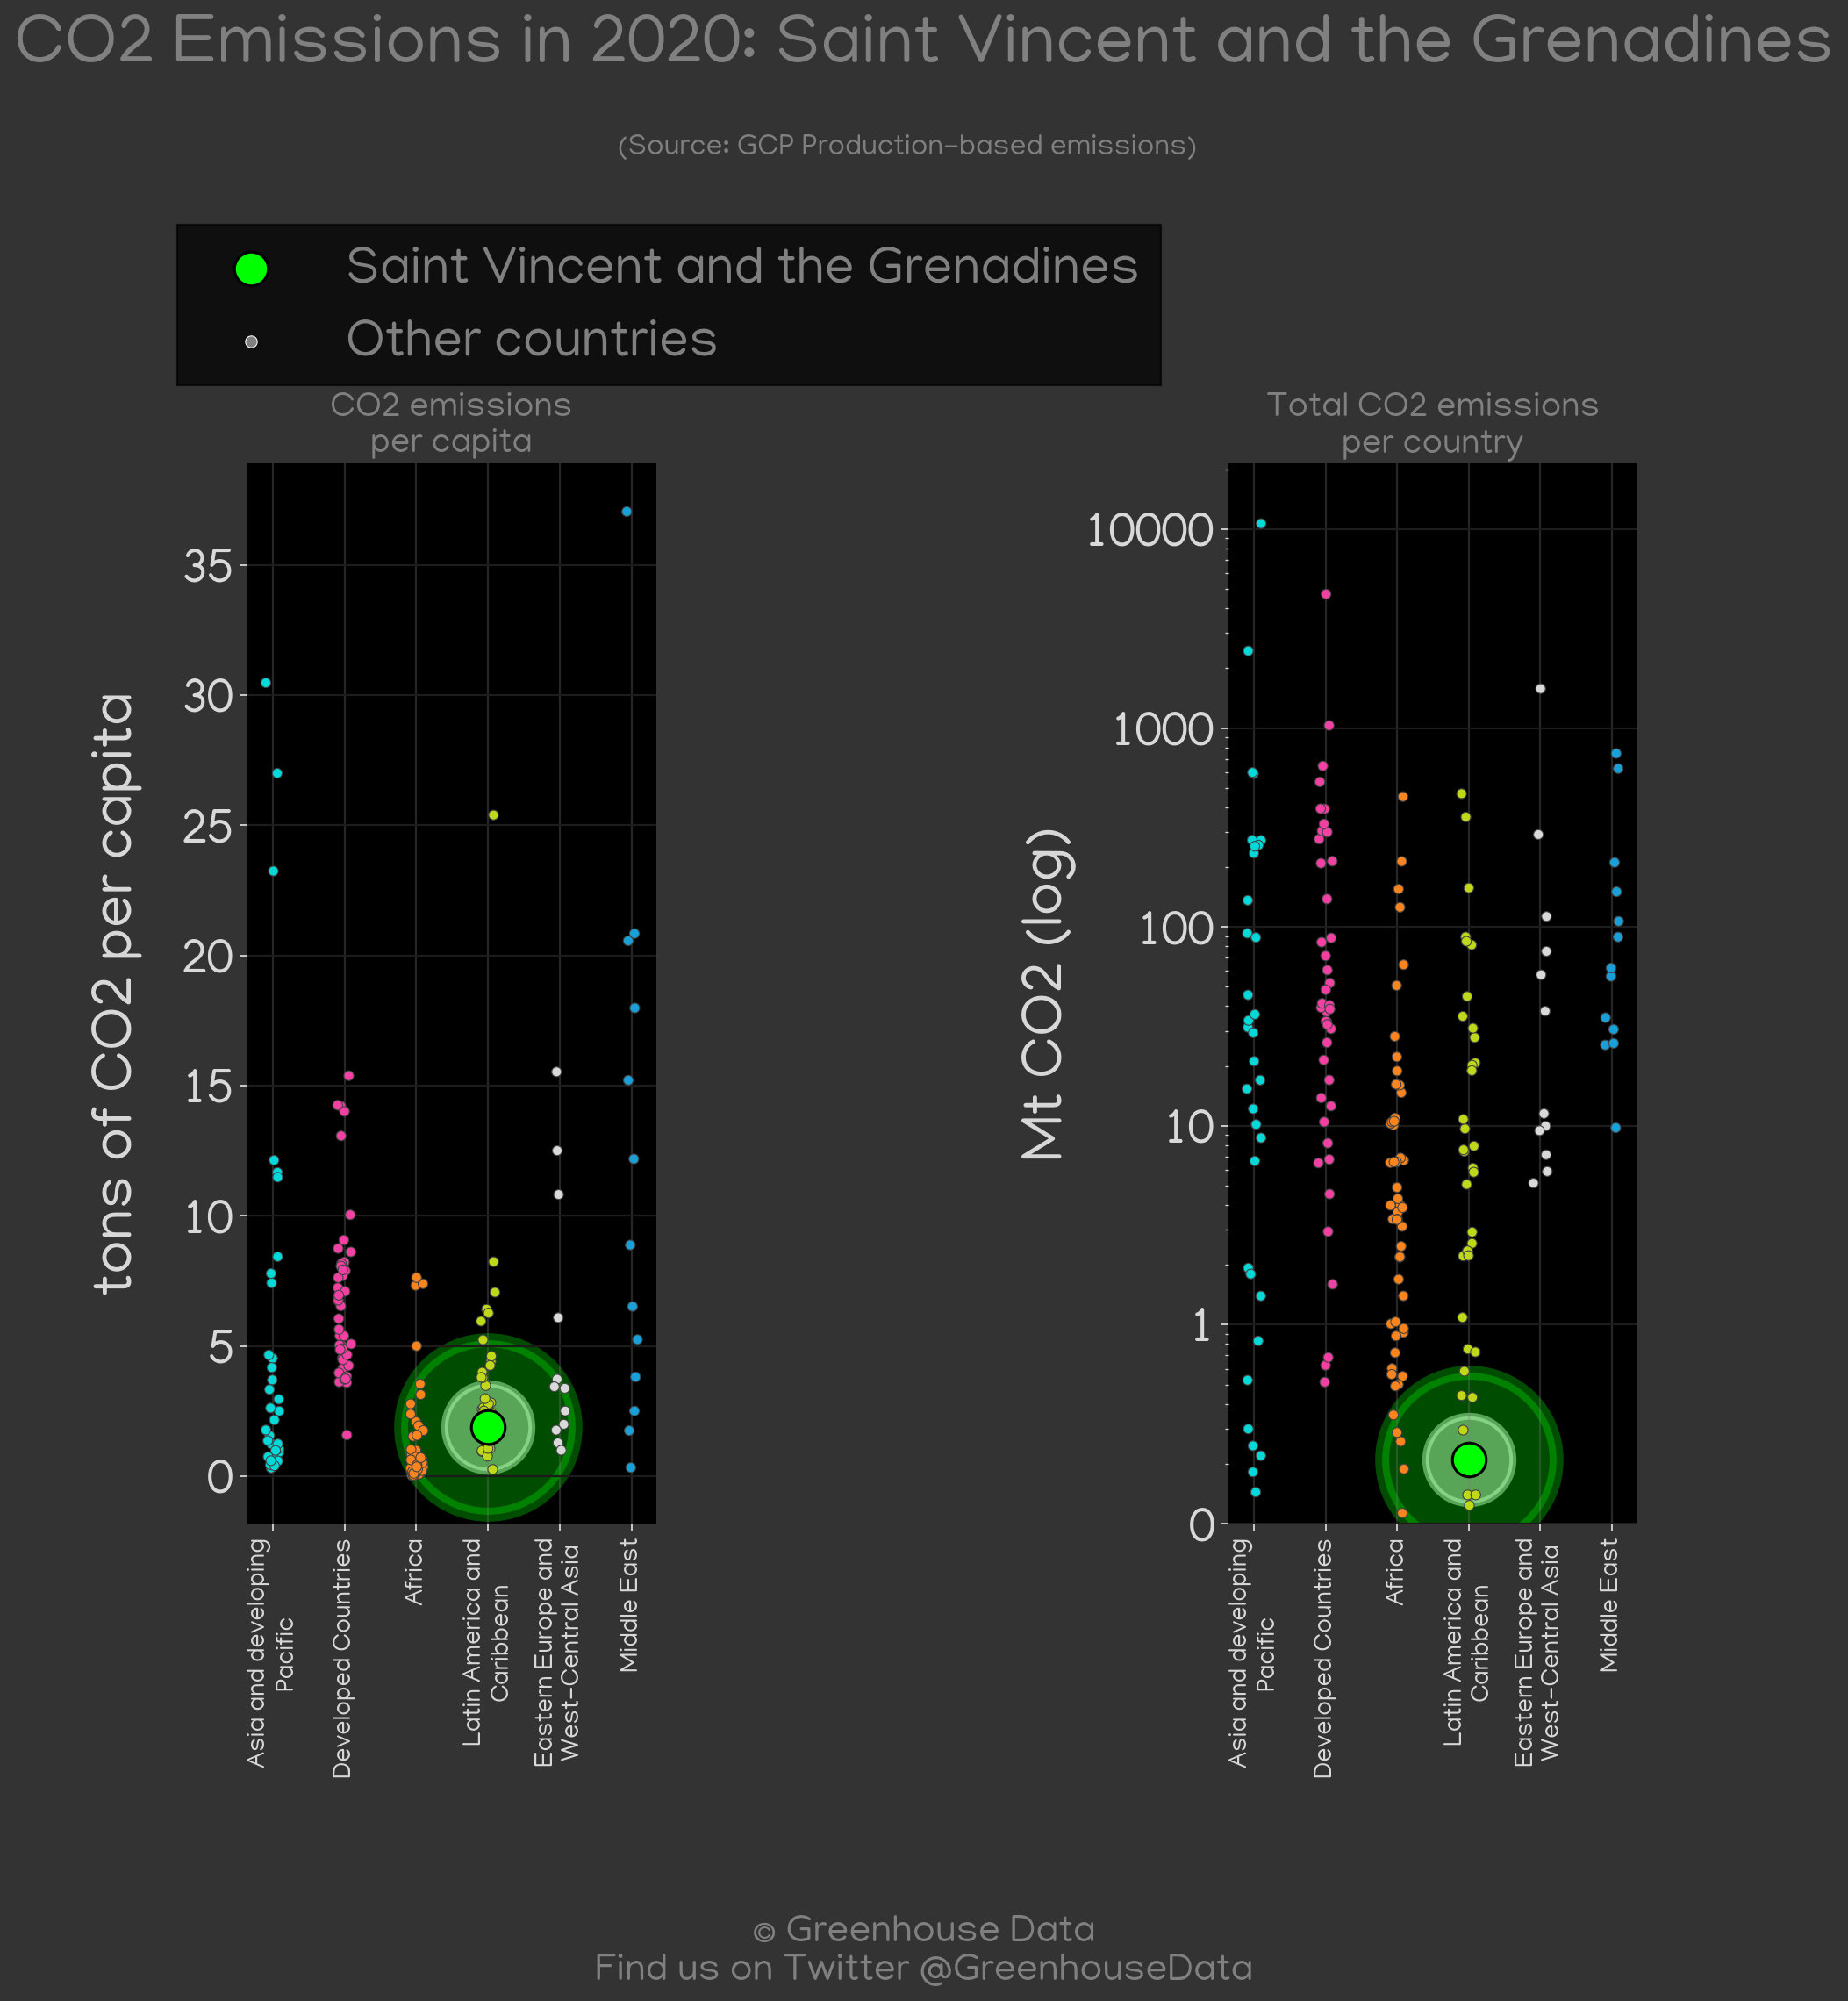 CO2 Emissions in 2020: Saint Vincent and the Grenadines
(Source: GCP Production-based emissions)
Saint Vincent and the Grenadines
Other countries
CO2 emissions
per capita
tons of CO2 per capita
35
30
25
20
15
10
5
0
Asia and developing
Pacific
Developed Countries
Africa
Latin America and
Caribbean
Eastern Europe and
West-Central Asia
Middle East
Total CO2 emissions
per country
Mt CO2 (log)
10000
1000
100
10
1
0
Asia and developing
Pacific
Developed Countries
Africa
Latin America and
Caribbean
Eastern Europe and
West-Central Asia
Middle East
© Greenhouse Data
Find us on Twitter @GreenhouseData